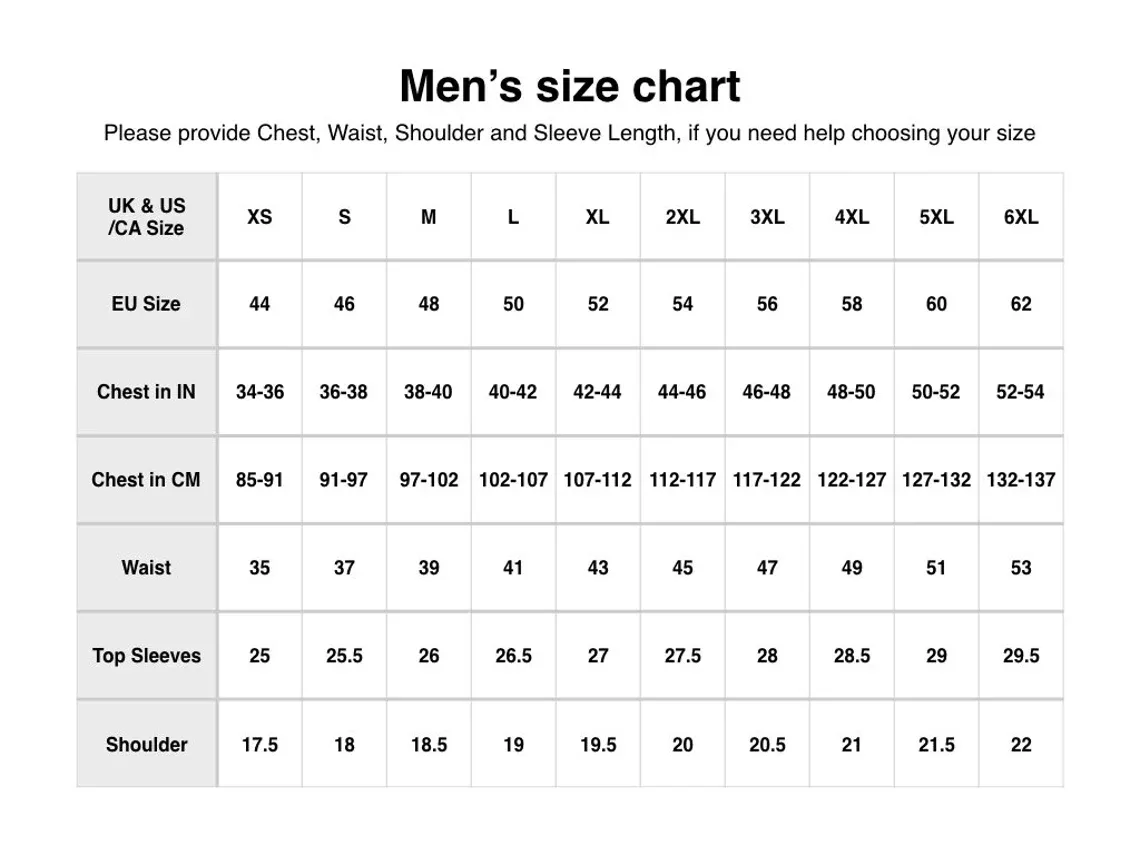 Men’s size chart
Please provide Chest, Waist, Shoulder and Sleeve Length, if you need help choosing your size
UK & US
/CA Size
XS S M L XL 2XL 3XL 4XL 5XL 6XL
EU Size 44 46 48 50 52 54 56 58 60 62
Chest in IN 34-36 36-38 38-40 40-42 42-44 44-46 46-48 48-50 50-52 52-54
Chest in CM 85-91 91-97 97-102 102-107 107-112 112-117 117-122 122-127 127-132 132-137
Waist 35 37 39 41 43 45 47 49 51 53
Top Sleeves 25 25.5 26 26.5 27 27.5 28 28.5 29 29.5
Shoulder 17.5 18 18.5 19 19.5 20 20.5 21 21.5 22